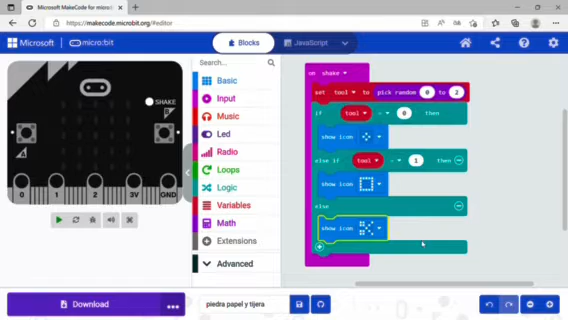 Microsoft MakeCode for micro:b
https://makecode.microbit.org/#editor
Microsoft
micro:bit
Blocks
JavaScript
SHAKE
B
A
0 1 2 3V GND
Search...
Basic
Input
Music
Led
Radio
Loops
Logic
Variables
Math
Extensions
Advanced
on shake
set tool to pick random 0 to 2
if tool = 0 then
show icon
else if tool = 1 then
show icon
else
show icon
Download
piedra papel y tijera